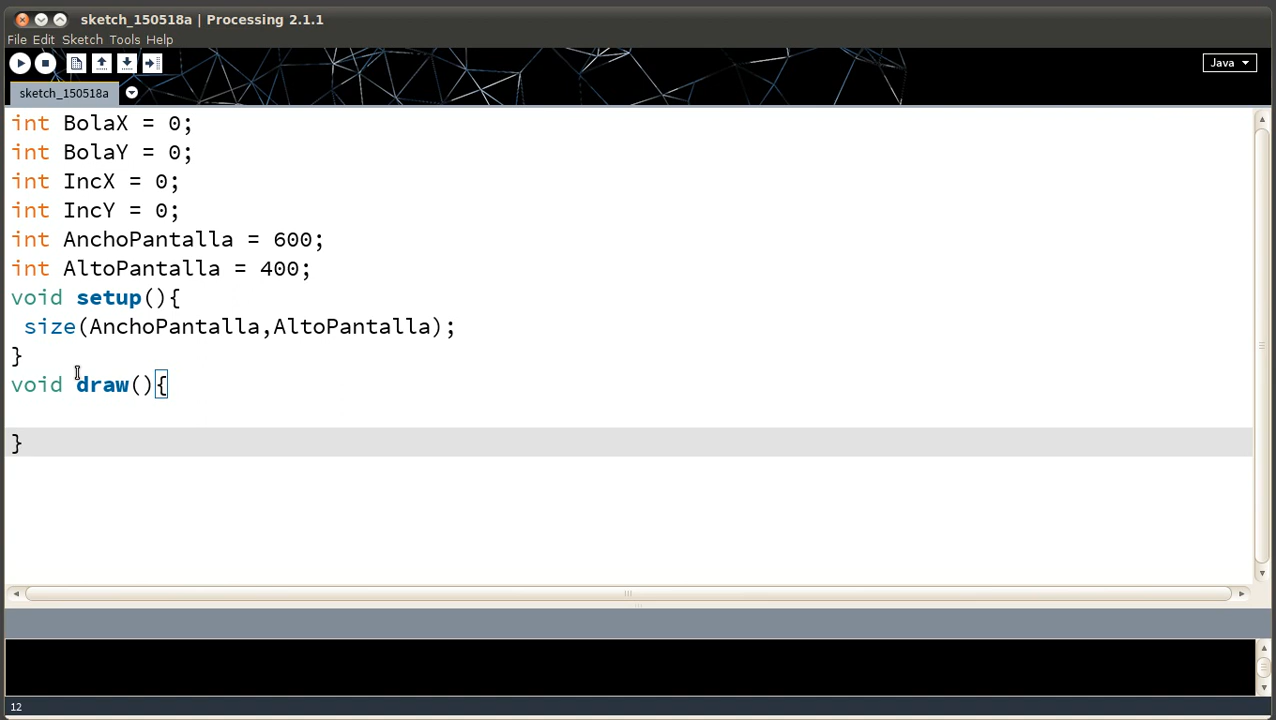 sketch_150518a | Processing 2.1.1
File Edit Sketch Tools Help
Java
sketch_150518a
int BolaX = 0;
int BolaY = 0;
int IncX = 0;
int IncY = 0;
int AnchoPantalla = 600;
int AltoPantalla = 400;
void setup(){
size(AnchoPantalla,AltoPantalla);
}
void draw(){
}
12